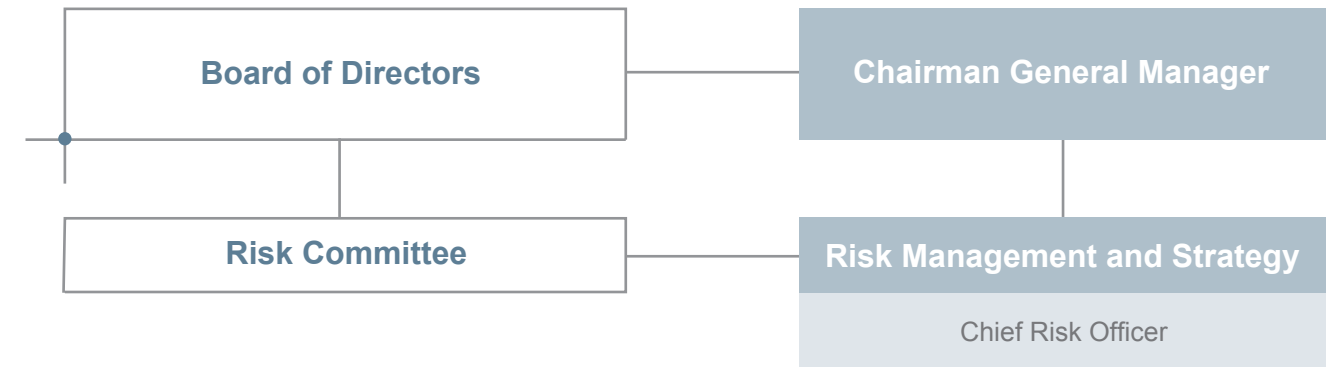 Board of Directors
Chairman General Manager
Risk Committee
Risk Management and Strategy
Chief Risk Officer